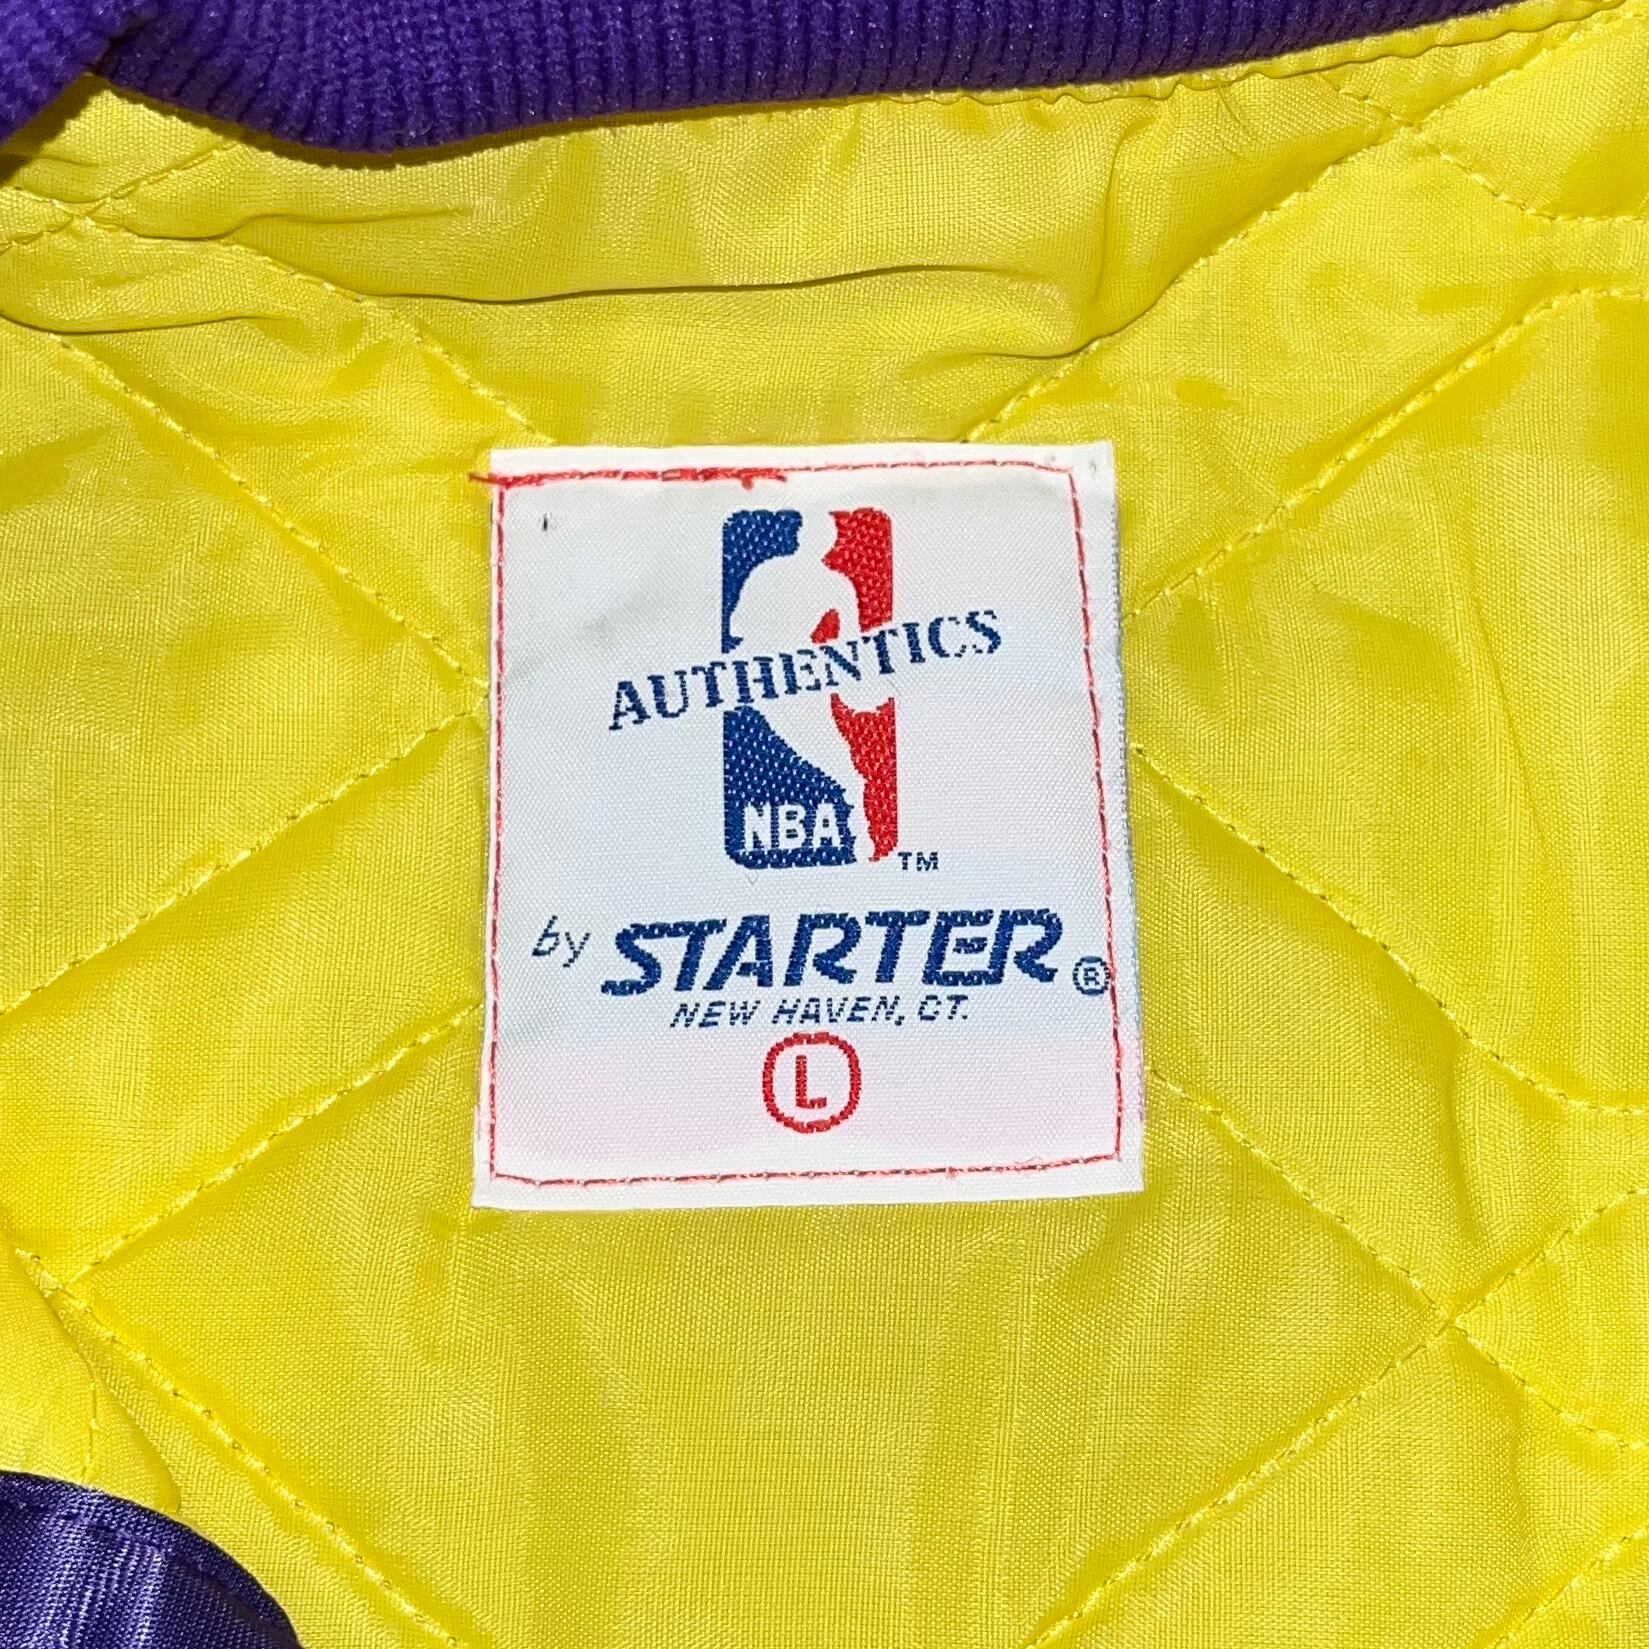 AUTHENTICS
NBA ™
by STARTER ®
NEW HAVEN, CT.
L